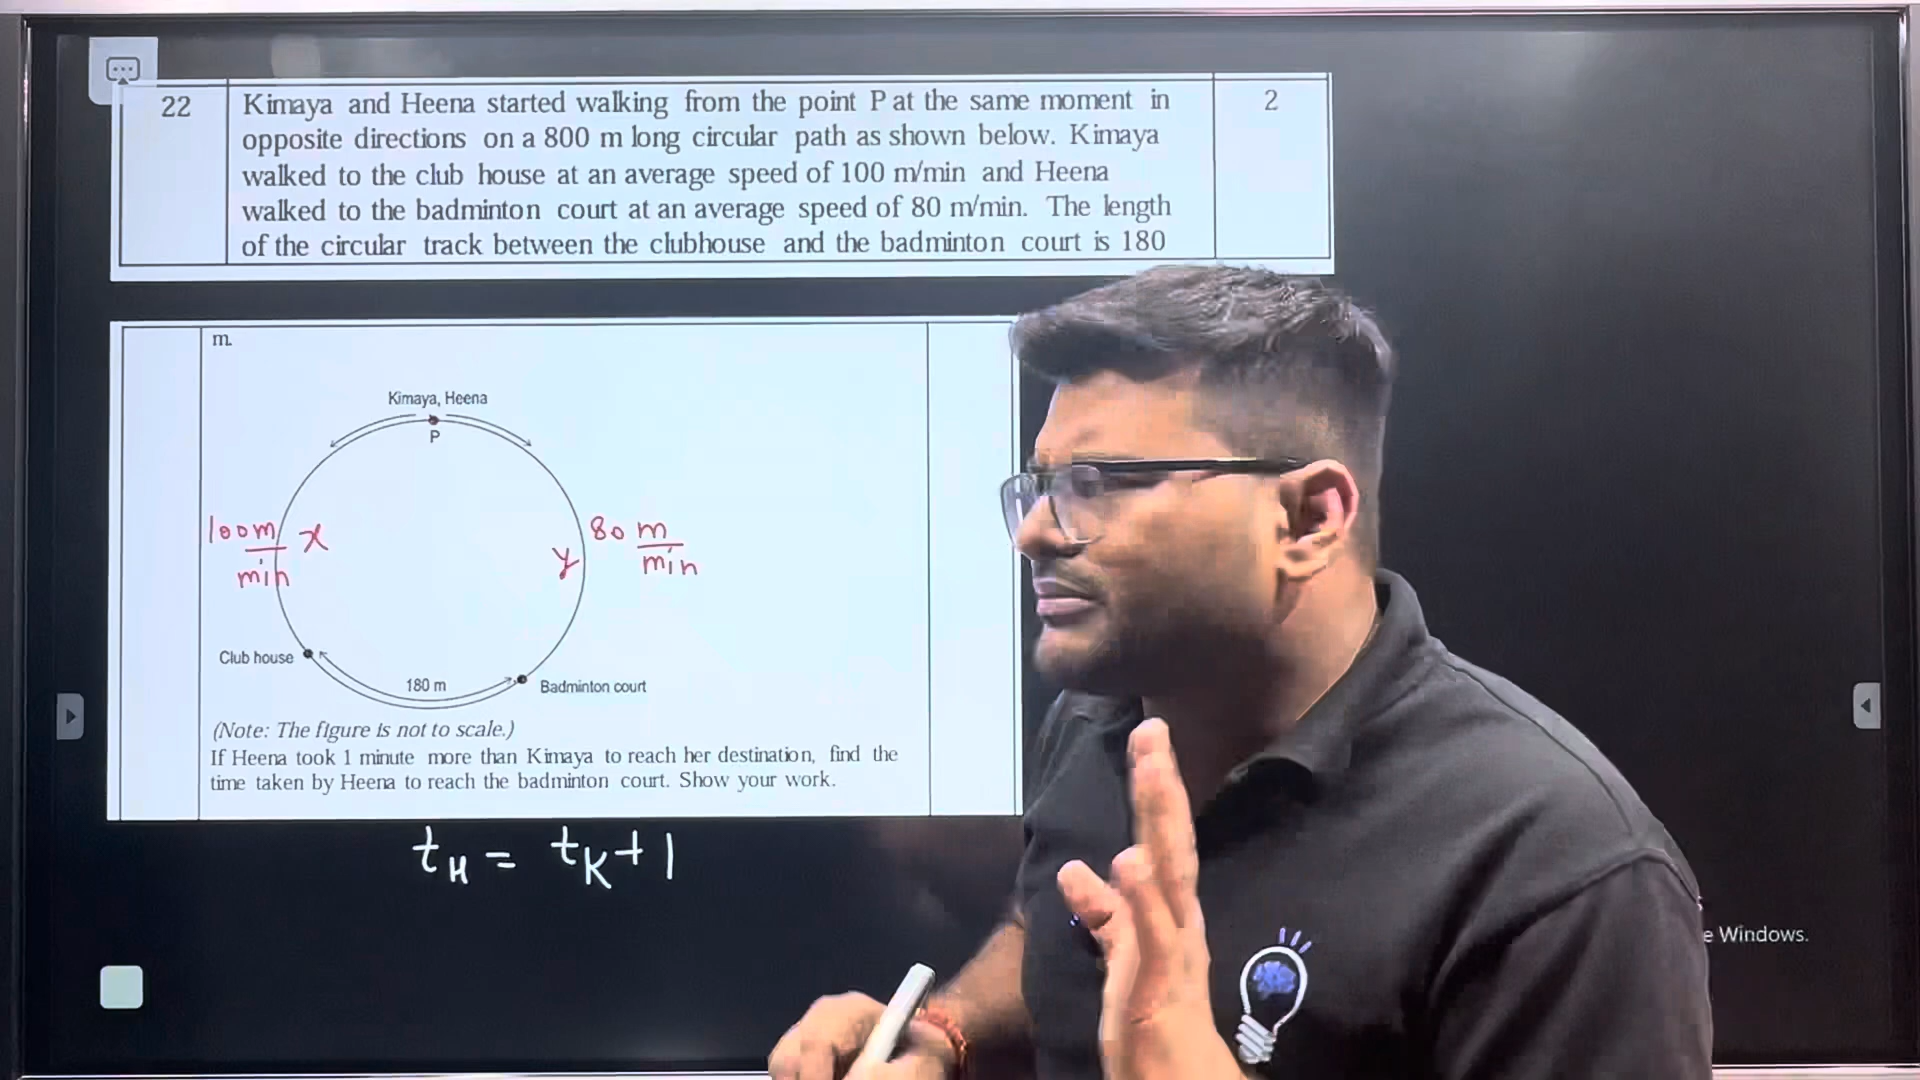 22
Kimaya and Heena started walking from the point P at the same moment in
2
opposite directions on a 800 m long circular path as shown below. Kimaya
walked to the club house at an average speed of 100 m/min and Heena
walked to the badminton court at an average speed of 80 m/min. The length
of the circular track between the clubhouse and the badminton court is 180
m.
Kimaya, Heena
P
100m/min x
y 80 m/min
Club house
180 m
Badminton court
(Note: The figure is not to scale.)
If Heena took 1 minute more than Kimaya to reach her destination, find the
time taken by Heena to reach the badminton court. Show your work.
tH = tK+1
Windows.